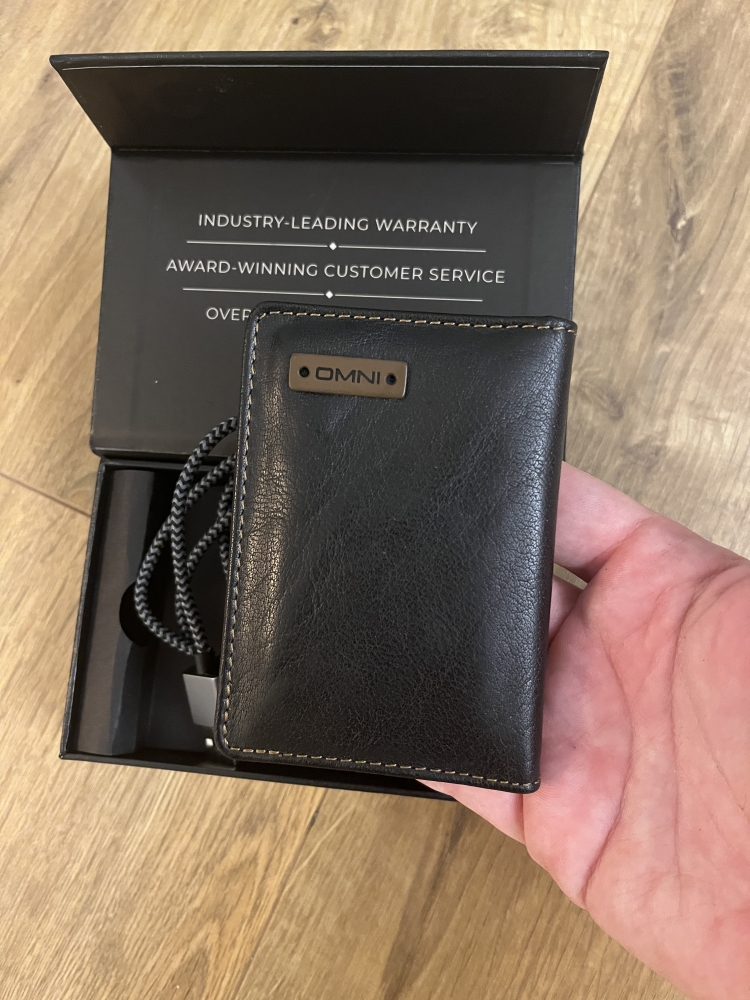 INDUSTRY-LEADING WARRANTY
AWARD-WINNING CUSTOMER SERVICE
OMNI